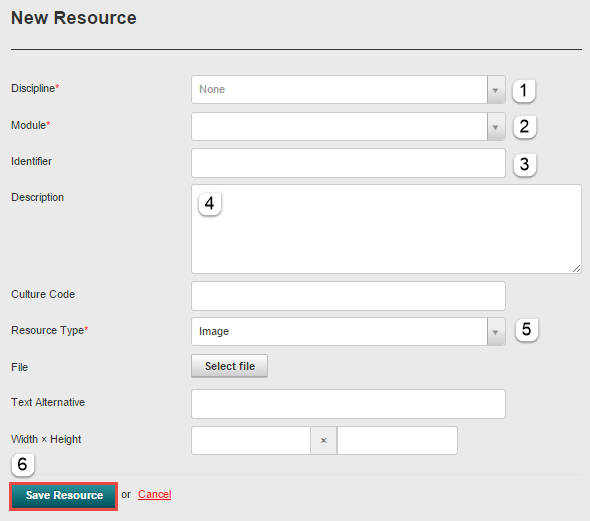 New Resource
Discipline* None 1
Module* 2
Identifier 3
Description 4
Culture Code
Resource Type* Image 5
File Select file
Text Alternative
Width × Height ×
6
Save Resource or Cancel